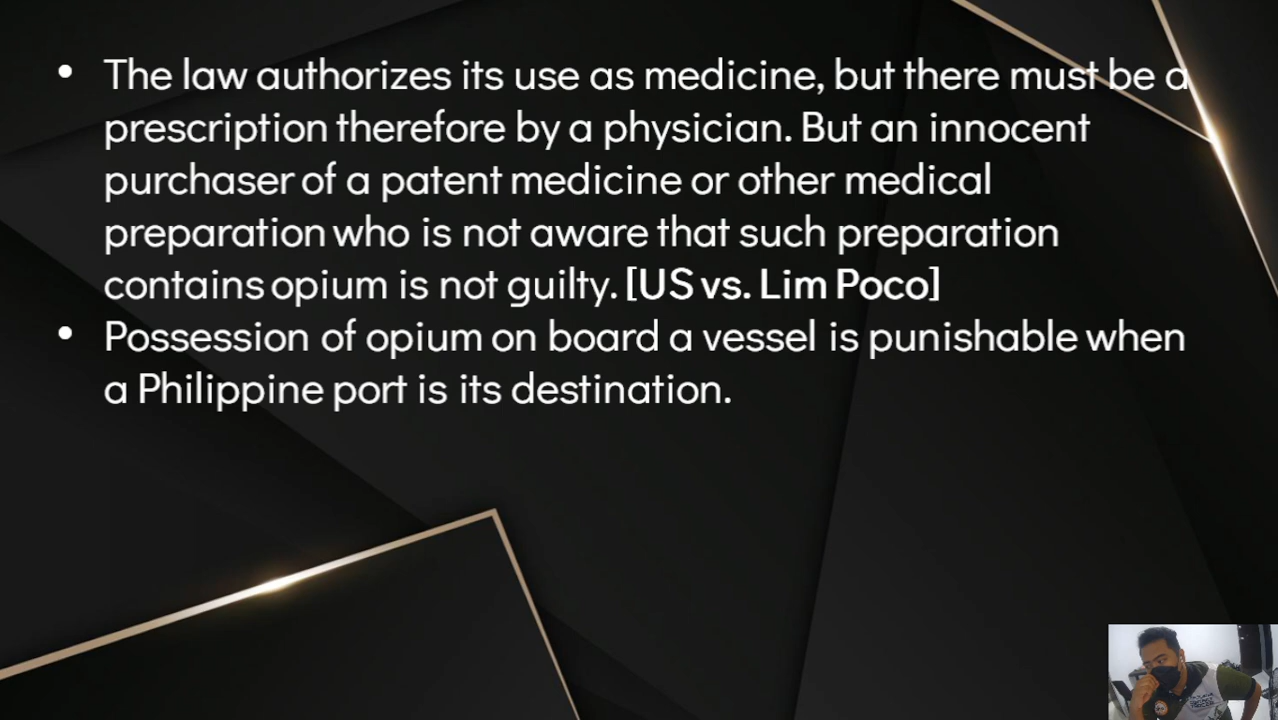 • The law authorizes its use as medicine, but there must be a
prescription therefore by a physician. But an innocent
purchaser of a patent medicine or other medical
preparation who is not aware that such preparation
contains opium is not guilty. [US vs. Lim Poco]
• Possession of opium on board a vessel is punishable when
a Philippine port is its destination.